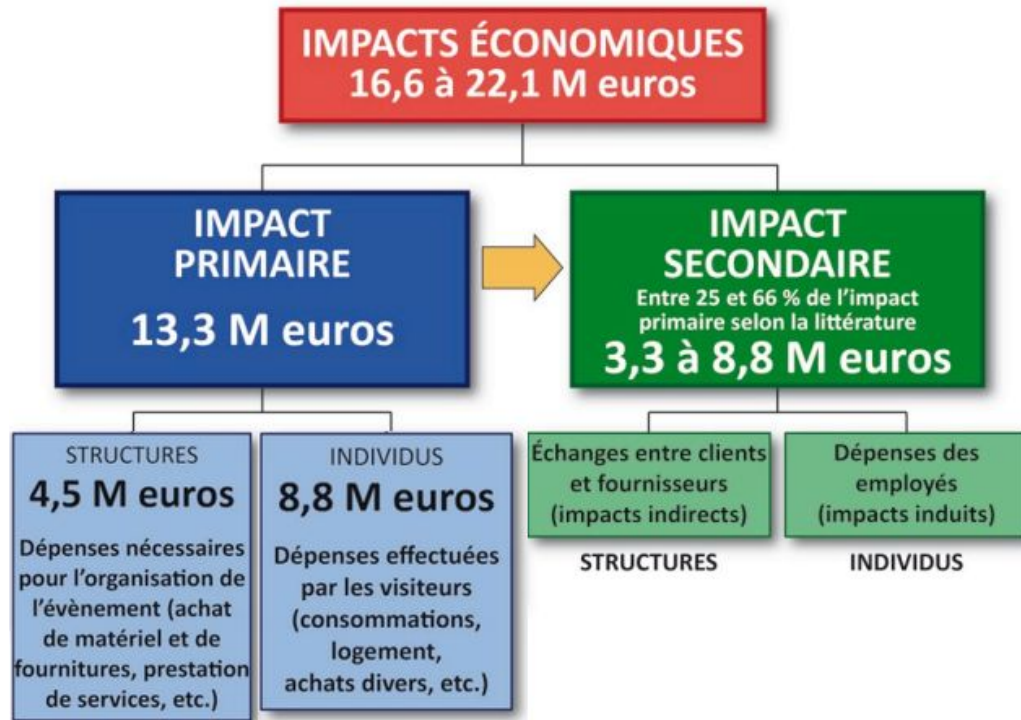 IMPACTS ÉCONOMIQUES
16,6 à 22,1 M euros
IMPACT
PRIMAIRE
13,3 M euros
IMPACT
SECONDAIRE
Entre 25 et 66 % de l’impact
primaire selon la littérature
3,3 à 8,8 M euros
STRUCTURES
4,5 M euros
Dépenses nécessaires
pour l’organisation de
l’évènement (achat
de matériel et de
fournitures, prestation
de services, etc.)
INDIVIDUS
8,8 M euros
Dépenses effectuées
par les visiteurs
(consommations,
logement,
achats divers, etc.)
Échanges entre clients
et fournisseurs
(impacts indirects)
STRUCTURES
Dépenses des
employés
(impacts induits)
INDIVIDUS